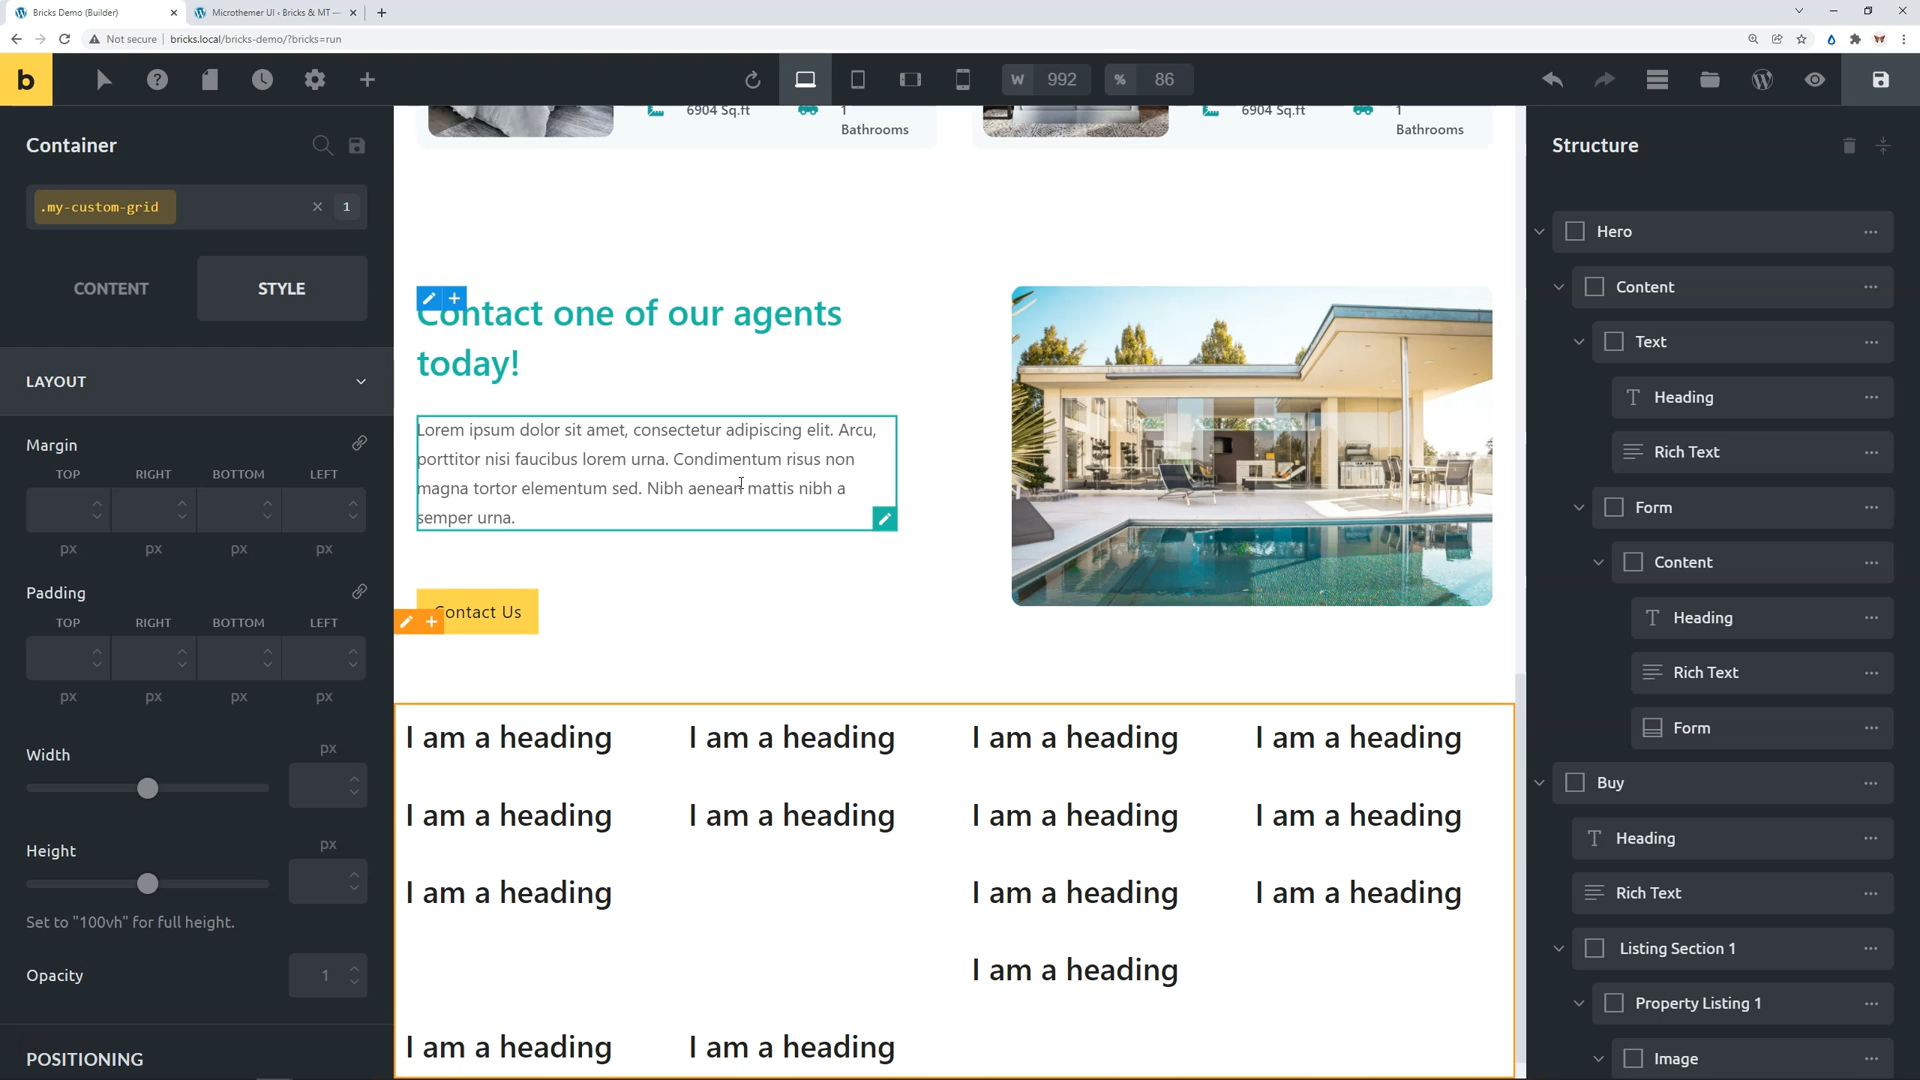 Bricks Demo (Builder)
Microthemer UI ‹ Bricks & MT —
Not secure
bricks.local/bricks-demo/?bricks=run
b
W 992
% 86
Container
.my-custom-grid
1
CONTENT
STYLE
LAYOUT
Margin
TOP RIGHT BOTTOM LEFT
px px px px
Padding
TOP RIGHT BOTTOM LEFT
px px px px
Width
px
Height
px
Set to "100vh" for full height.
Opacity
1
POSITIONING
6904 Sq.ft
1
Bathrooms
6904 Sq.ft
1
Bathrooms
Contact one of our agents
today!
Lorem ipsum dolor sit amet, consectetur adipiscing elit. Arcu,
porttitor nisi faucibus lorem urna. Condimentum risus non
magna tortor elementum sed. Nibh aenean mattis nibh a
semper urna.
Contact Us
I am a heading I am a heading I am a heading I am a heading
I am a heading I am a heading I am a heading I am a heading
I am a heading I am a heading I am a heading
I am a heading
I am a heading I am a heading
Structure
Hero
Content
Text
Heading
Rich Text
Form
Content
Heading
Rich Text
Form
Buy
Heading
Rich Text
Listing Section 1
Property Listing 1
Image